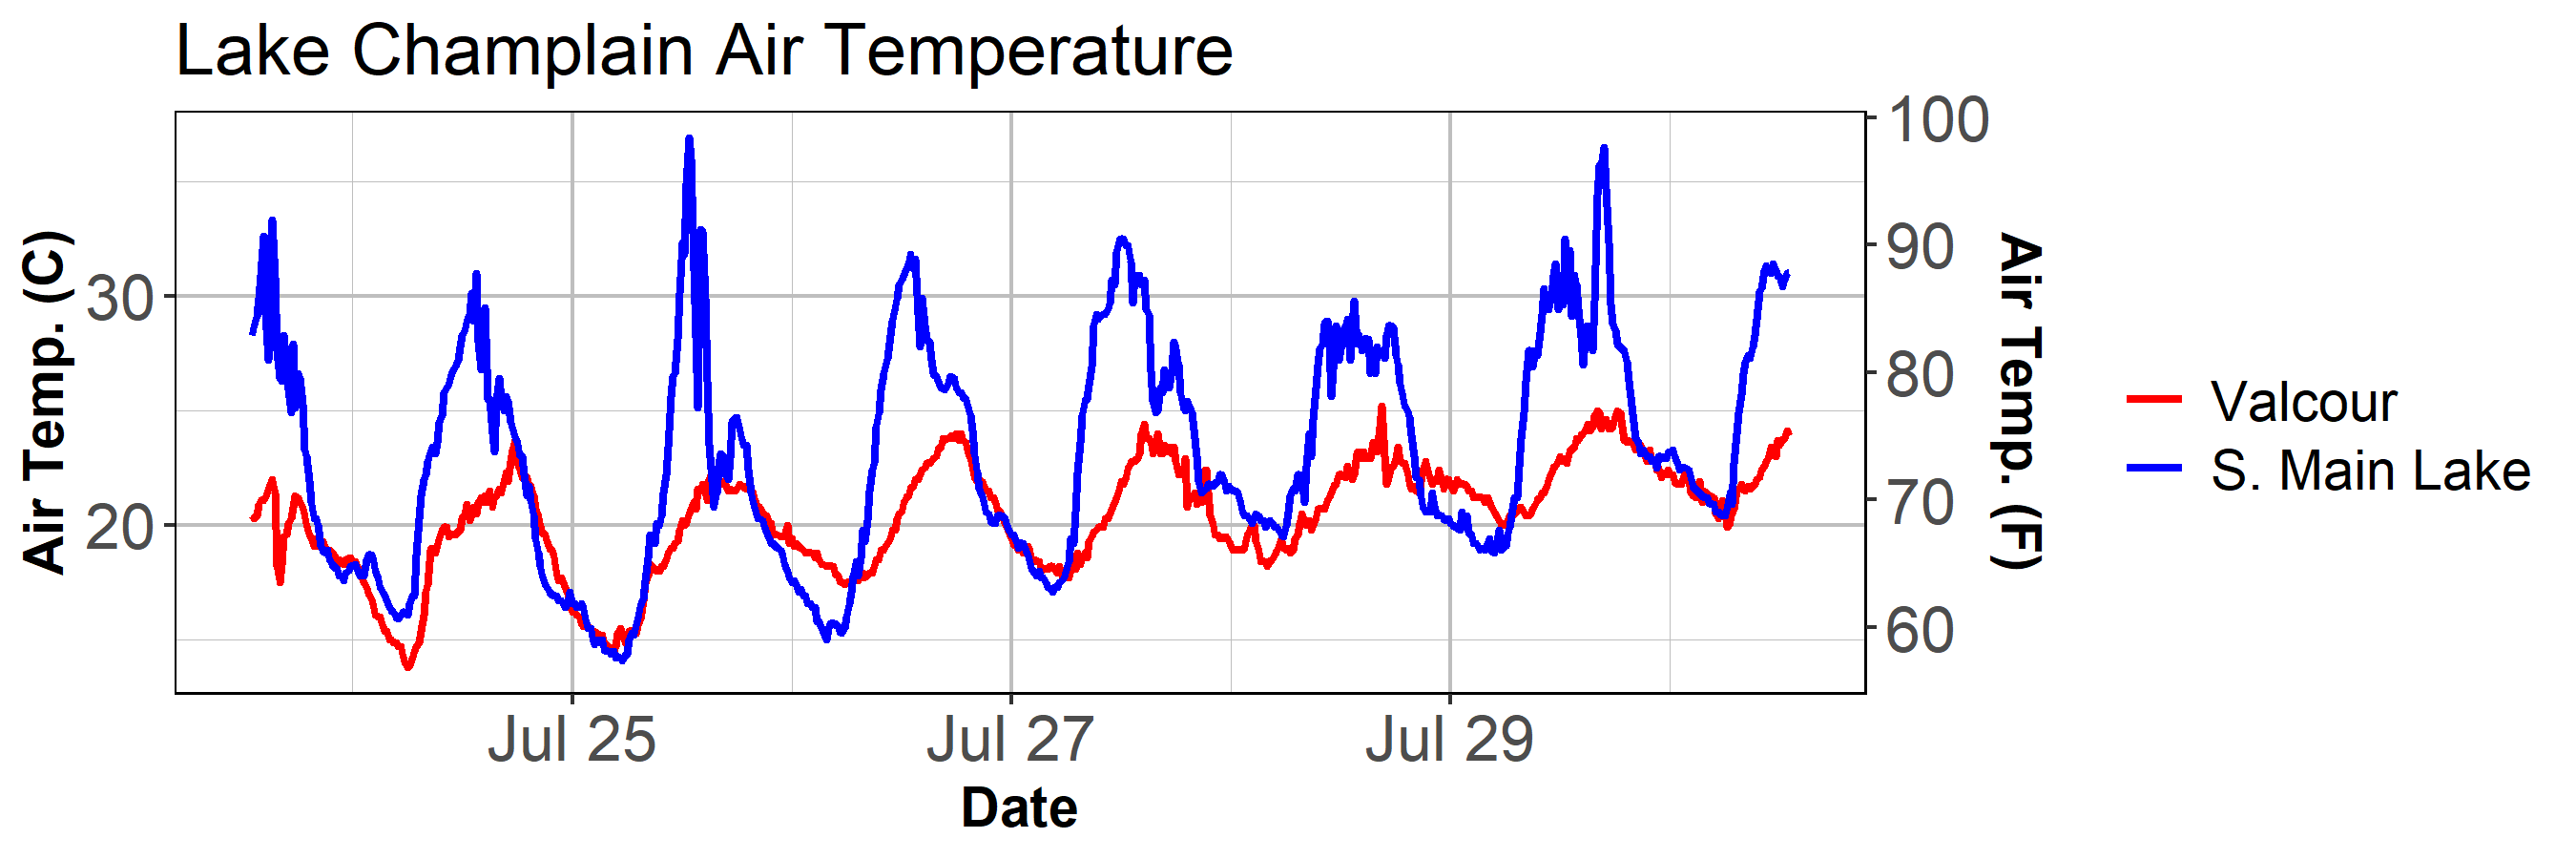 Lake Champlain Air Temperature
Air Temp. (C)
30
20
100
90
80
70
60
Air Temp. (F)
Jul 25
Jul 27
Jul 29
Date
Valcour
S. Main Lake